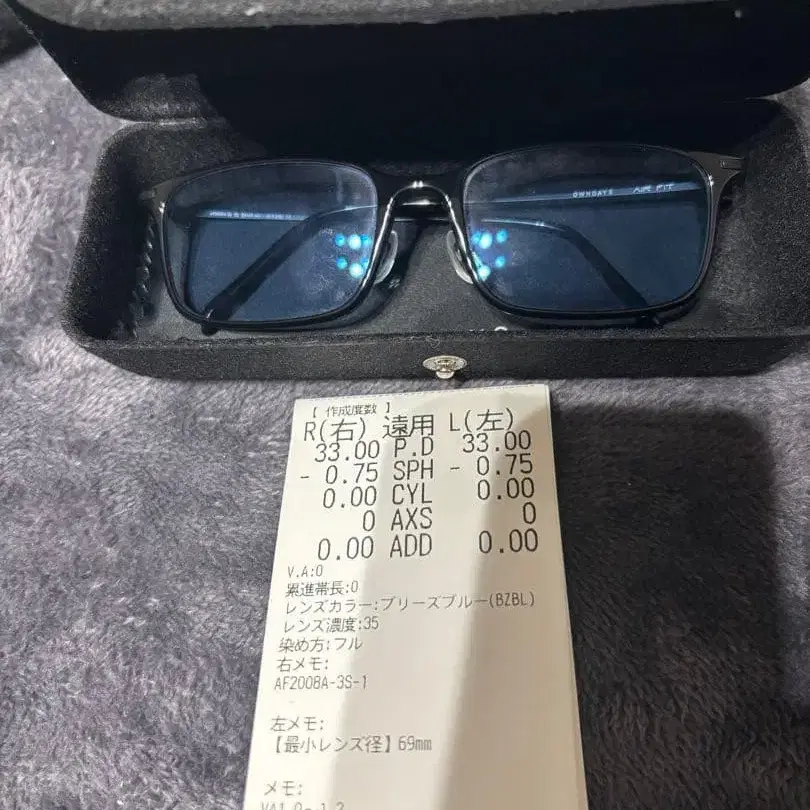 OWNDAYS AIR FIT
【 作成度数 】
R(右) 遠用 L(左)
33.00 P.D 33.00
- 0.75 SPH - 0.75
0.00 CYL 0.00
0 AXS 0
0.00 ADD 0.00
V.A:0
累進帯長:0
レンズカラー:ブリーズブルー(BZBL)
レンズ濃度:35
染め方:フル
右メモ:
AF2008A-3S-1
左メモ:
【最小レンズ径】69mm
メモ: